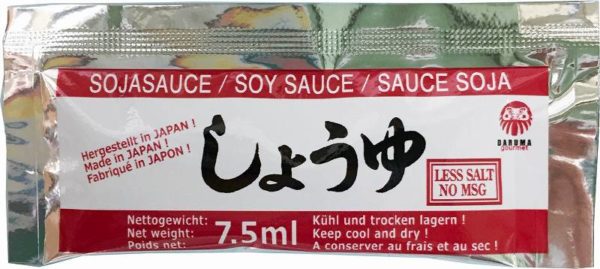 SOJASAUCE / SOY SAUCE / SAUCE SOJA
Hergestellt in JAPAN !
Made in JAPAN !
Fabriqué in JAPON !
しょうゆ
DARUMA
gourmet
LESS SALT
NO MSG
Nettogewicht:
Net weight:
Poids net:
7.5ml
Kühl und trocken lagern !
Keep cool and dry !
A conserver au frais et au sec !